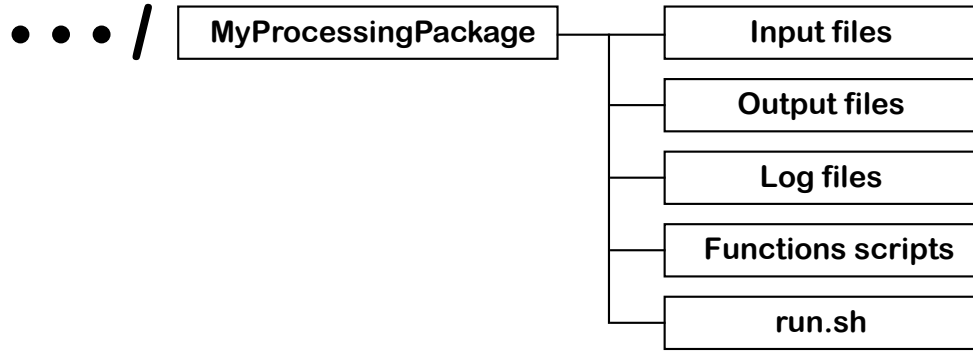 •••/ MyProcessingPackage
Input files
Output files
Log files
Functions scripts
run.sh